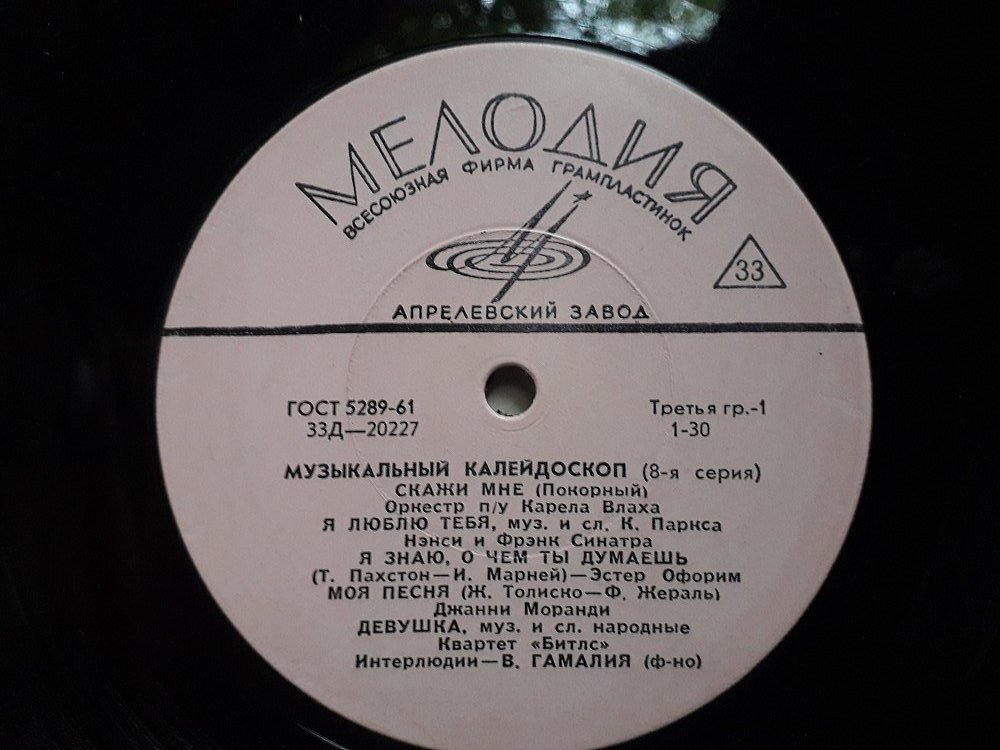 МЕЛОДИЯ
ВСЕСОЮЗНАЯ ФИРМА ГРАМПЛАСТИНОК
33
АПРЕЛЕВСКИЙ ЗАВОД
ГОСТ 5289-61 Третья гр.-1
33Д—20227 1-30
МУЗЫКАЛЬНЫЙ КАЛЕЙДОСКОП (8-я серия)
СКАЖИ МНЕ (Покорный)
Оркестр п/у Карела Влаха
Я ЛЮБЛЮ ТЕБЯ, муз. и сл. К. Паркса
Нэнси и Фрэнк Синатра
Я ЗНАЮ, О ЧЕМ ТЫ ДУМАЕШЬ
(Т. Пахстон—И. Марней)—Эстер Офорим
МОЯ ПЕСНЯ (Ж. Толиско—Ф. Жераль)
Джанни Моранди
ДЕВУШКА, муз. и сл. народные
Квартет «Битлс»
Интерлюдии—В. ГАМАЛИЯ (ф-но)